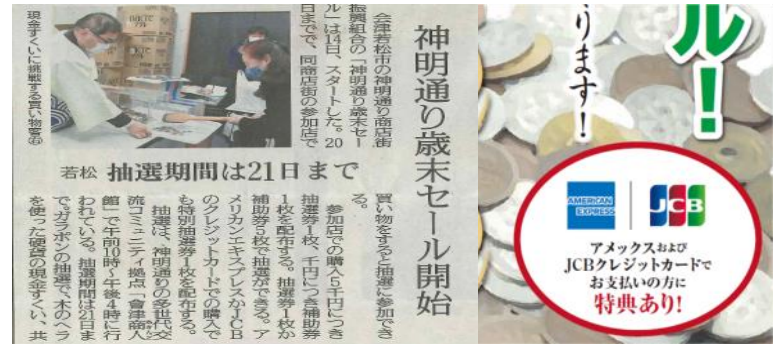 神明通り歳末セール開始
若松 抽選期間は21日まで
会津若松市の神明通り商店街
振興組合の「神明通り歳末セー
ル」は14日、スタートした。20
日までで、同商店街の参加店で
買い物をすると抽選に参加でき
る。
参加店での購入5千円につき
抽選券1枚、千円につき補助券
1枚を配布する。抽選券1枚か
補助券5枚で抽選ができる。ア
メリカンエキスプレスかJCB
のクレジットカードでの購入で
も特別抽選券1枚を配布する。
抽選は、神明通りの多世代交
流コミュニティ拠点「會津商人
館」で午前10時〜午後4時に行
われている。抽選期間は21日ま
で。ガラポンの抽選で、木のヘラ
を使った硬貨の現金すくい、共
現金すくいに挑戦する買い物客㊨
ル!
ります!
AMERICAN
EXPRESS
JCB
アメックスおよび
JCBクレジットカードで
お支払いの方に
特典あり!